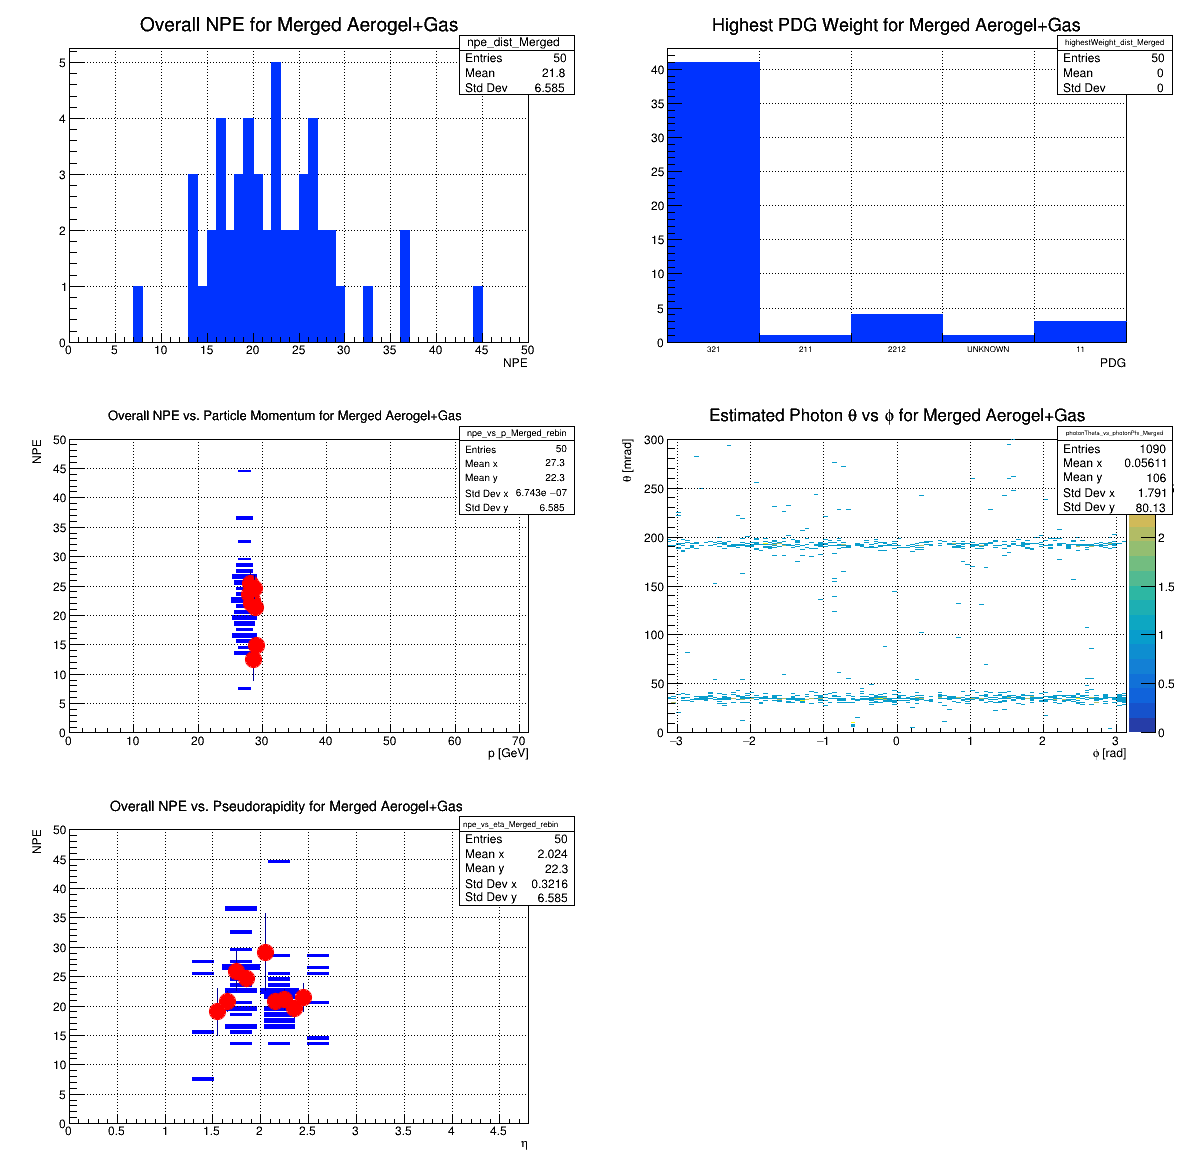 Overall NPE for Merged Aerogel+Gas
npe_dist_Merged
Entries 50
Mean 21.8
Std Dev 6.585
5
4
3
2
1
0
0 5 10 15 20 25 30 35 40 45 50
NPE
Highest PDG Weight for Merged Aerogel+Gas
highestWeight_dist_Merged
Entries 50
Mean 0
Std Dev 0
40
35
30
25
20
15
10
5
0
321 211 2212 UNKNOWN 11
PDG
Overall NPE vs. Particle Momentum for Merged Aerogel+Gas
npe_vs_p_Merged_rebin
Entries 50
Mean x 27.3
Mean y 22.3
Std Dev x 6.743e −07
Std Dev y 6.585
NPE
50
45
40
35
30
25
20
15
10
5
0
0 10 20 30 40 50 60 70
p [GeV]
Estimated Photon θ vs ϕ for Merged Aerogel+Gas
photonTheta_vs_photonPhi_Merged
Entries 1090
Mean x 0.05611
Mean y 106
Std Dev x 1.791
Std Dev y 80.13
θ [mrad]
300
250
200
150
100
50
0
−3 −2 −1 0 1 2 3
ϕ [rad]
2
1.5
1
0.5
0
Overall NPE vs. Pseudorapidity for Merged Aerogel+Gas
npe_vs_eta_Merged_rebin
Entries 50
Mean x 2.024
Mean y 22.3
Std Dev x 0.3216
Std Dev y 6.585
NPE
50
45
40
35
30
25
20
15
10
5
0
0 0.5 1 1.5 2 2.5 3 3.5 4 4.5
η